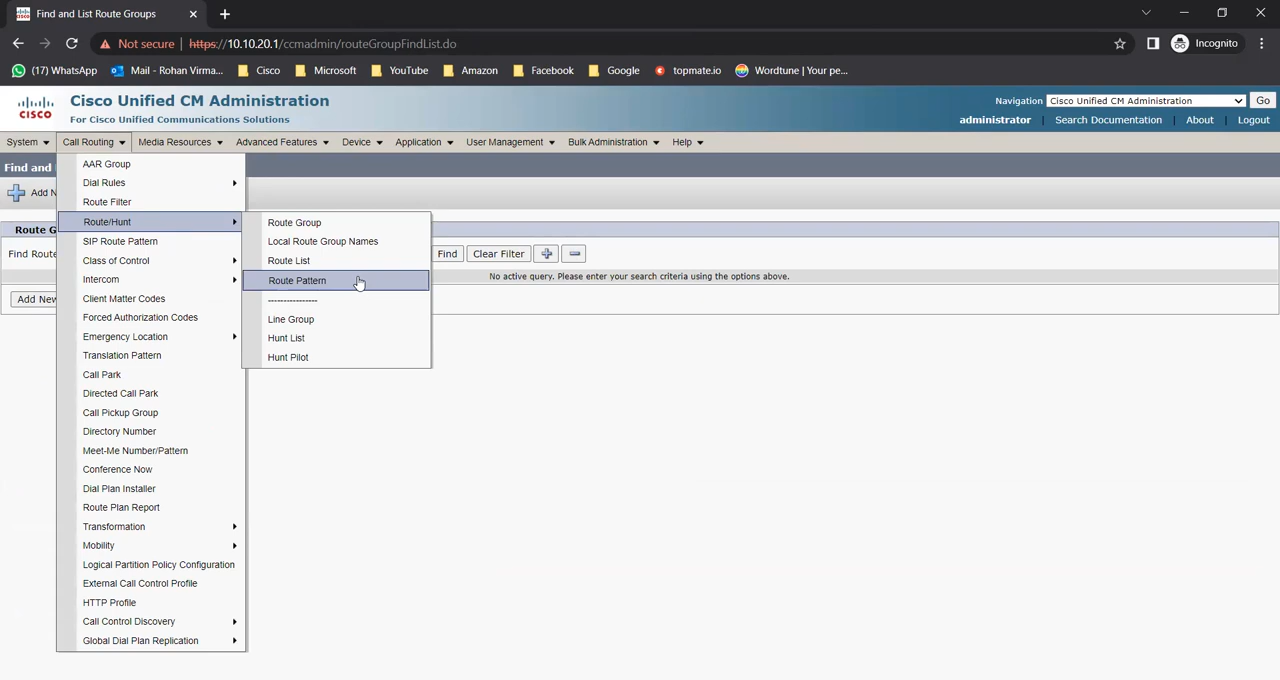 Find and List Route Groups
Not secure | https://10.10.20.1/ccmadmin/routeGroupFindList.do
Incognito
(17) WhatsApp
Mail - Rohan Virma...
Cisco
Microsoft
YouTube
Amazon
Facebook
Google
topmate.io
Wordtune | Your pe...
CISCO
Cisco Unified CM Administration
For Cisco Unified Communications Solutions
Navigation Cisco Unified CM Administration Go
administrator | Search Documentation | About | Logout
System Call Routing Media Resources Advanced Features Device Application User Management Bulk Administration Help
Find and
Add N
Route G
Find Route
Find Clear Filter
No active query. Please enter your search criteria using the options above.
Add New
AAR Group
Dial Rules
Route Filter
Route/Hunt
SIP Route Pattern
Class of Control
Intercom
Client Matter Codes
Forced Authorization Codes
Emergency Location
Translation Pattern
Call Park
Directed Call Park
Call Pickup Group
Directory Number
Meet-Me Number/Pattern
Conference Now
Dial Plan Installer
Route Plan Report
Transformation
Mobility
Logical Partition Policy Configuration
External Call Control Profile
HTTP Profile
Call Control Discovery
Global Dial Plan Replication
Route Group
Local Route Group Names
Route List
Route Pattern
----------------
Line Group
Hunt List
Hunt Pilot